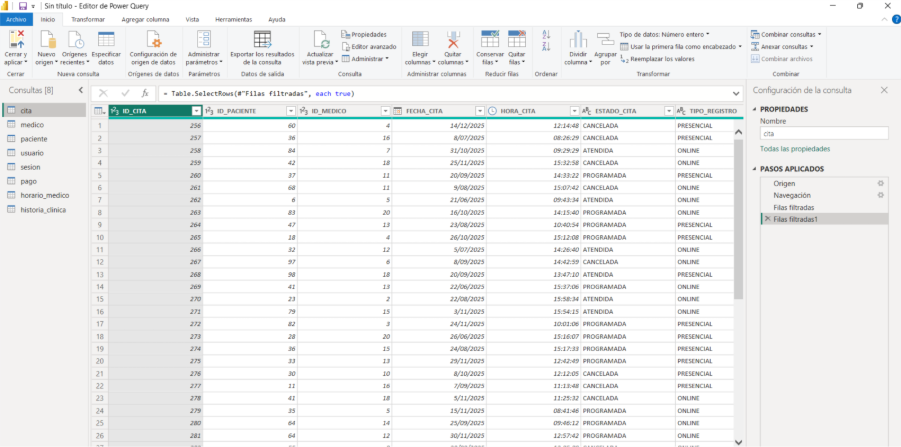 Sin título - Editor de Power Query
Archivo Inicio Transformar Agregar columna Vista Herramientas Ayuda
Cerrar y aplicar Nuevo origen Orígenes recientes Especificar datos Configuración de origen de datos Administrar parámetros Exportar los resultados de la consulta Actualizar vista previa Propiedades Editor avanzado Administrar Elegir columnas Quitar columnas Conservar filas Quitar filas Dividir columna Agrupar por Tipo de datos: Número entero Usar la primera fila como encabezado Reemplazar los valores Combinar consultas Anexar consultas Combinar archivos
Cerrar Nueva consulta Orígenes de datos Parámetros Datos de salida Consulta Administrar columnas Reducir filas Ordenar Transformar Combinar
Consultas [8]
cita
medico
paciente
usuario
sesion
pago
horario_medico
historia_clinica
= Table.SelectRows(#"Filas filtradas", each true)
ID_CITA ID_PACIENTE ID_MEDICO FECHA_CITA HORA_CITA ESTADO_CITA TIPO_REGISTRO
1 256 60 4 14/12/2025 12:14:48 CANCELADA PRESENCIAL
2 257 36 16 8/07/2025 08:26:29 CANCELADA PRESENCIAL
3 258 84 7 31/10/2025 09:29:29 ATENDIDA ONLINE
4 259 42 18 25/11/2025 15:32:58 CANCELADA ONLINE
5 260 37 11 20/09/2025 14:33:22 PROGRAMADA PRESENCIAL
6 261 68 11 9/08/2025 15:07:42 CANCELADA ONLINE
7 262 6 5 21/06/2025 09:43:34 ATENDIDA ONLINE
8 263 83 20 16/10/2025 14:15:40 PROGRAMADA ONLINE
9 264 47 13 23/08/2025 10:40:54 PROGRAMADA PRESENCIAL
10 265 18 4 26/10/2025 15:12:08 PROGRAMADA PRESENCIAL
11 266 32 12 5/07/2025 14:26:40 ATENDIDA ONLINE
12 267 97 6 8/09/2025 14:42:59 CANCELADA ONLINE
13 268 98 18 20/09/2025 13:47:10 ATENDIDA PRESENCIAL
14 269 41 13 22/06/2025 15:37:06 PROGRAMADA ONLINE
15 270 23 2 22/08/2025 15:58:34 ATENDIDA ONLINE
16 271 79 15 3/11/2025 15:54:15 ATENDIDA ONLINE
17 272 82 3 24/11/2025 10:01:06 PROGRAMADA PRESENCIAL
18 273 28 20 26/06/2025 15:16:07 PROGRAMADA PRESENCIAL
19 274 36 15 24/08/2025 15:17:33 PROGRAMADA PRESENCIAL
20 275 33 13 29/11/2025 12:42:49 PROGRAMADA PRESENCIAL
21 276 30 10 8/10/2025 12:12:05 CANCELADA PRESENCIAL
22 277 11 16 7/09/2025 11:13:48 CANCELADA PRESENCIAL
23 278 41 18 5/11/2025 11:25:32 CANCELADA ONLINE
24 279 35 5 15/11/2025 08:41:46 PROGRAMADA ONLINE
25 280 64 14 25/09/2025 09:46:12 PROGRAMADA ONLINE
26 281 64 12 30/11/2025 12:57:42 PROGRAMADA ONLINE
Configuración de la consulta
PROPIEDADES
Nombre
cita
Todas las propiedades
PASOS APLICADOS
Origen
Navegación
Filas filtradas
Filas filtradas1